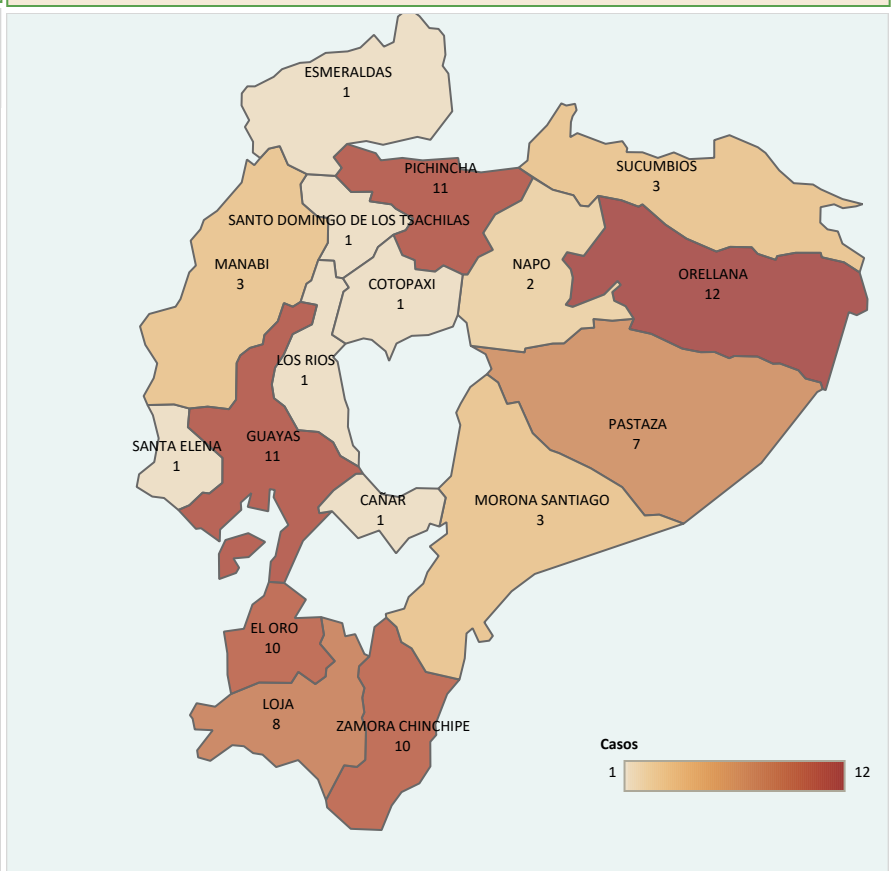 ESMERALDAS
1
PICHINCHA
11
SUCUMBIOS
3
SANTO DOMINGO DE LOS TSACHILAS
1
MANABI
3
COTOPAXI
1
NAPO
2
ORELLANA
12
LOS RIOS
1
SANTA ELENA
1
GUAYAS
11
PASTAZA
7
CAÑAR
1
MORONA SANTIAGO
3
EL ORO
10
LOJA
8
ZAMORA CHINCHIPE
10
Casos
1 12